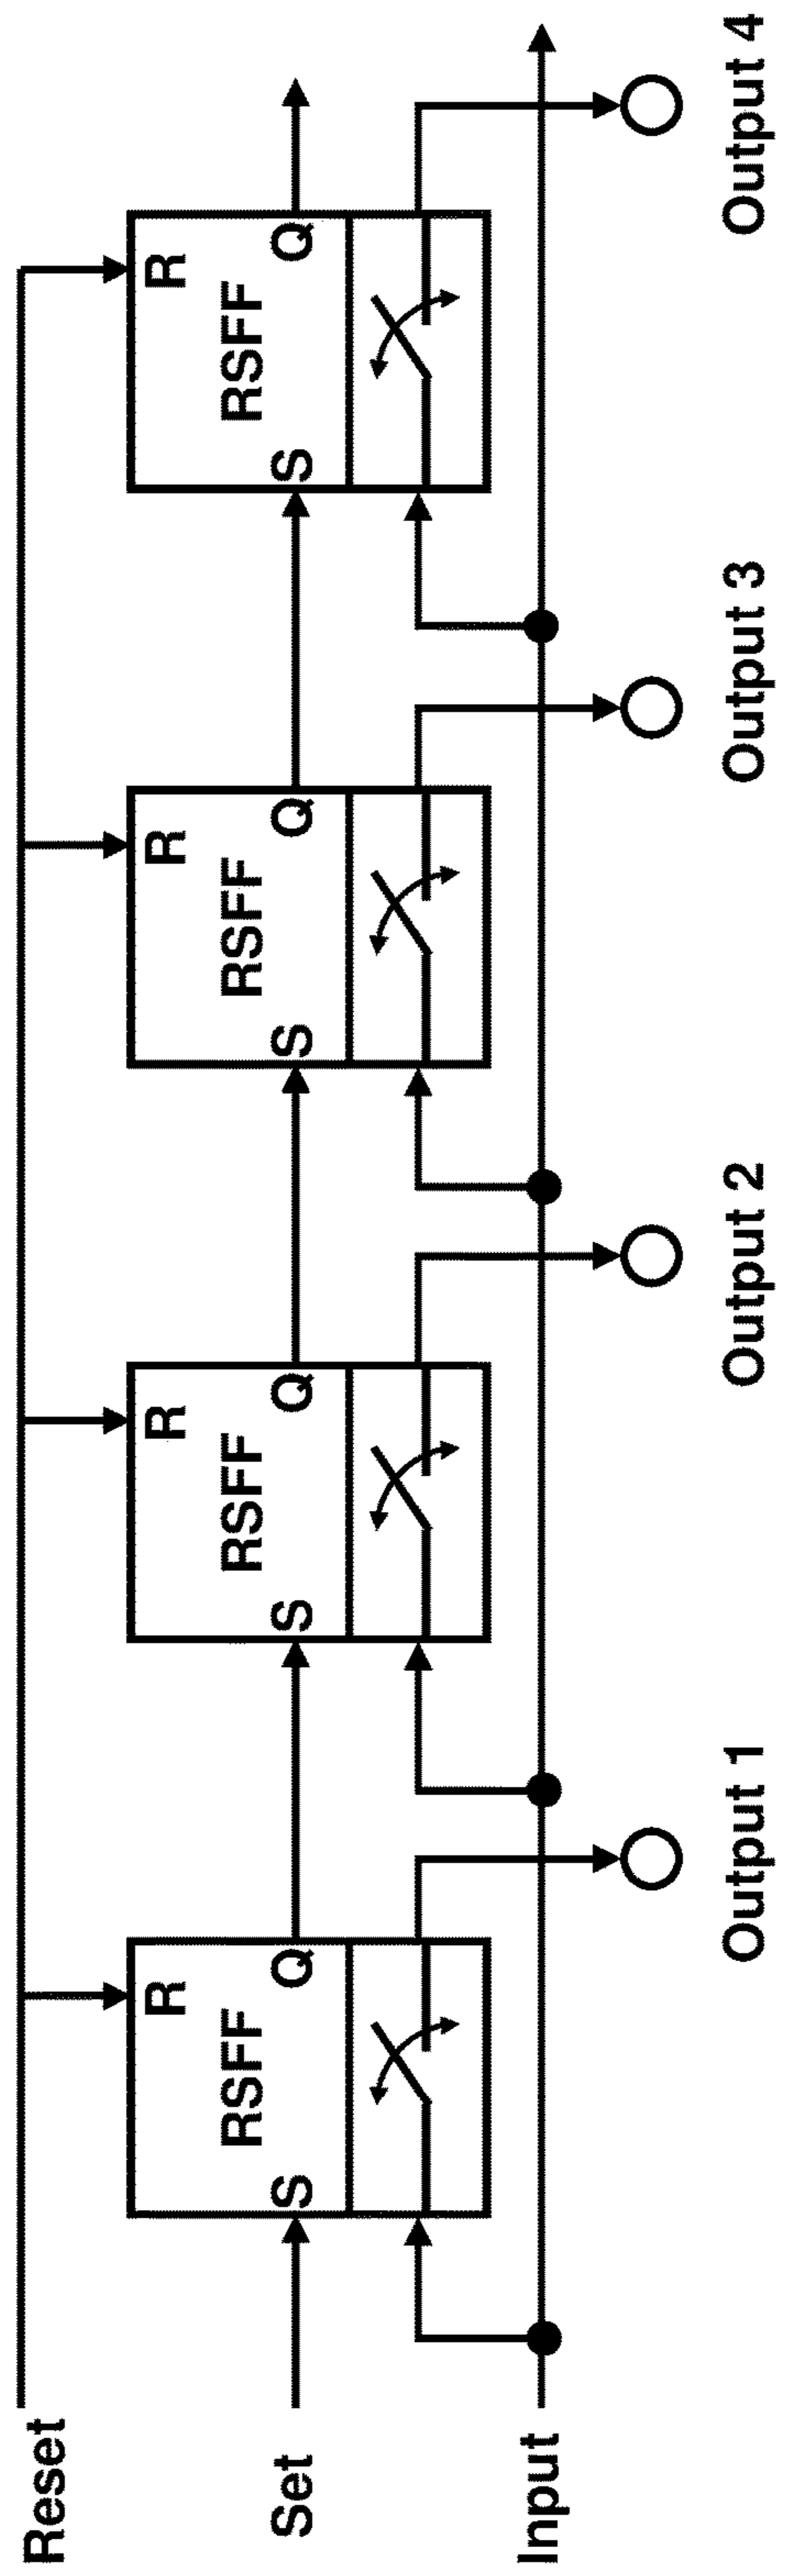 Reset
R R R R
RSFF RSFF RSFF RSFF
Set S Q S Q S Q S Q
Input
Output 1 Output 2 Output 3 Output 4